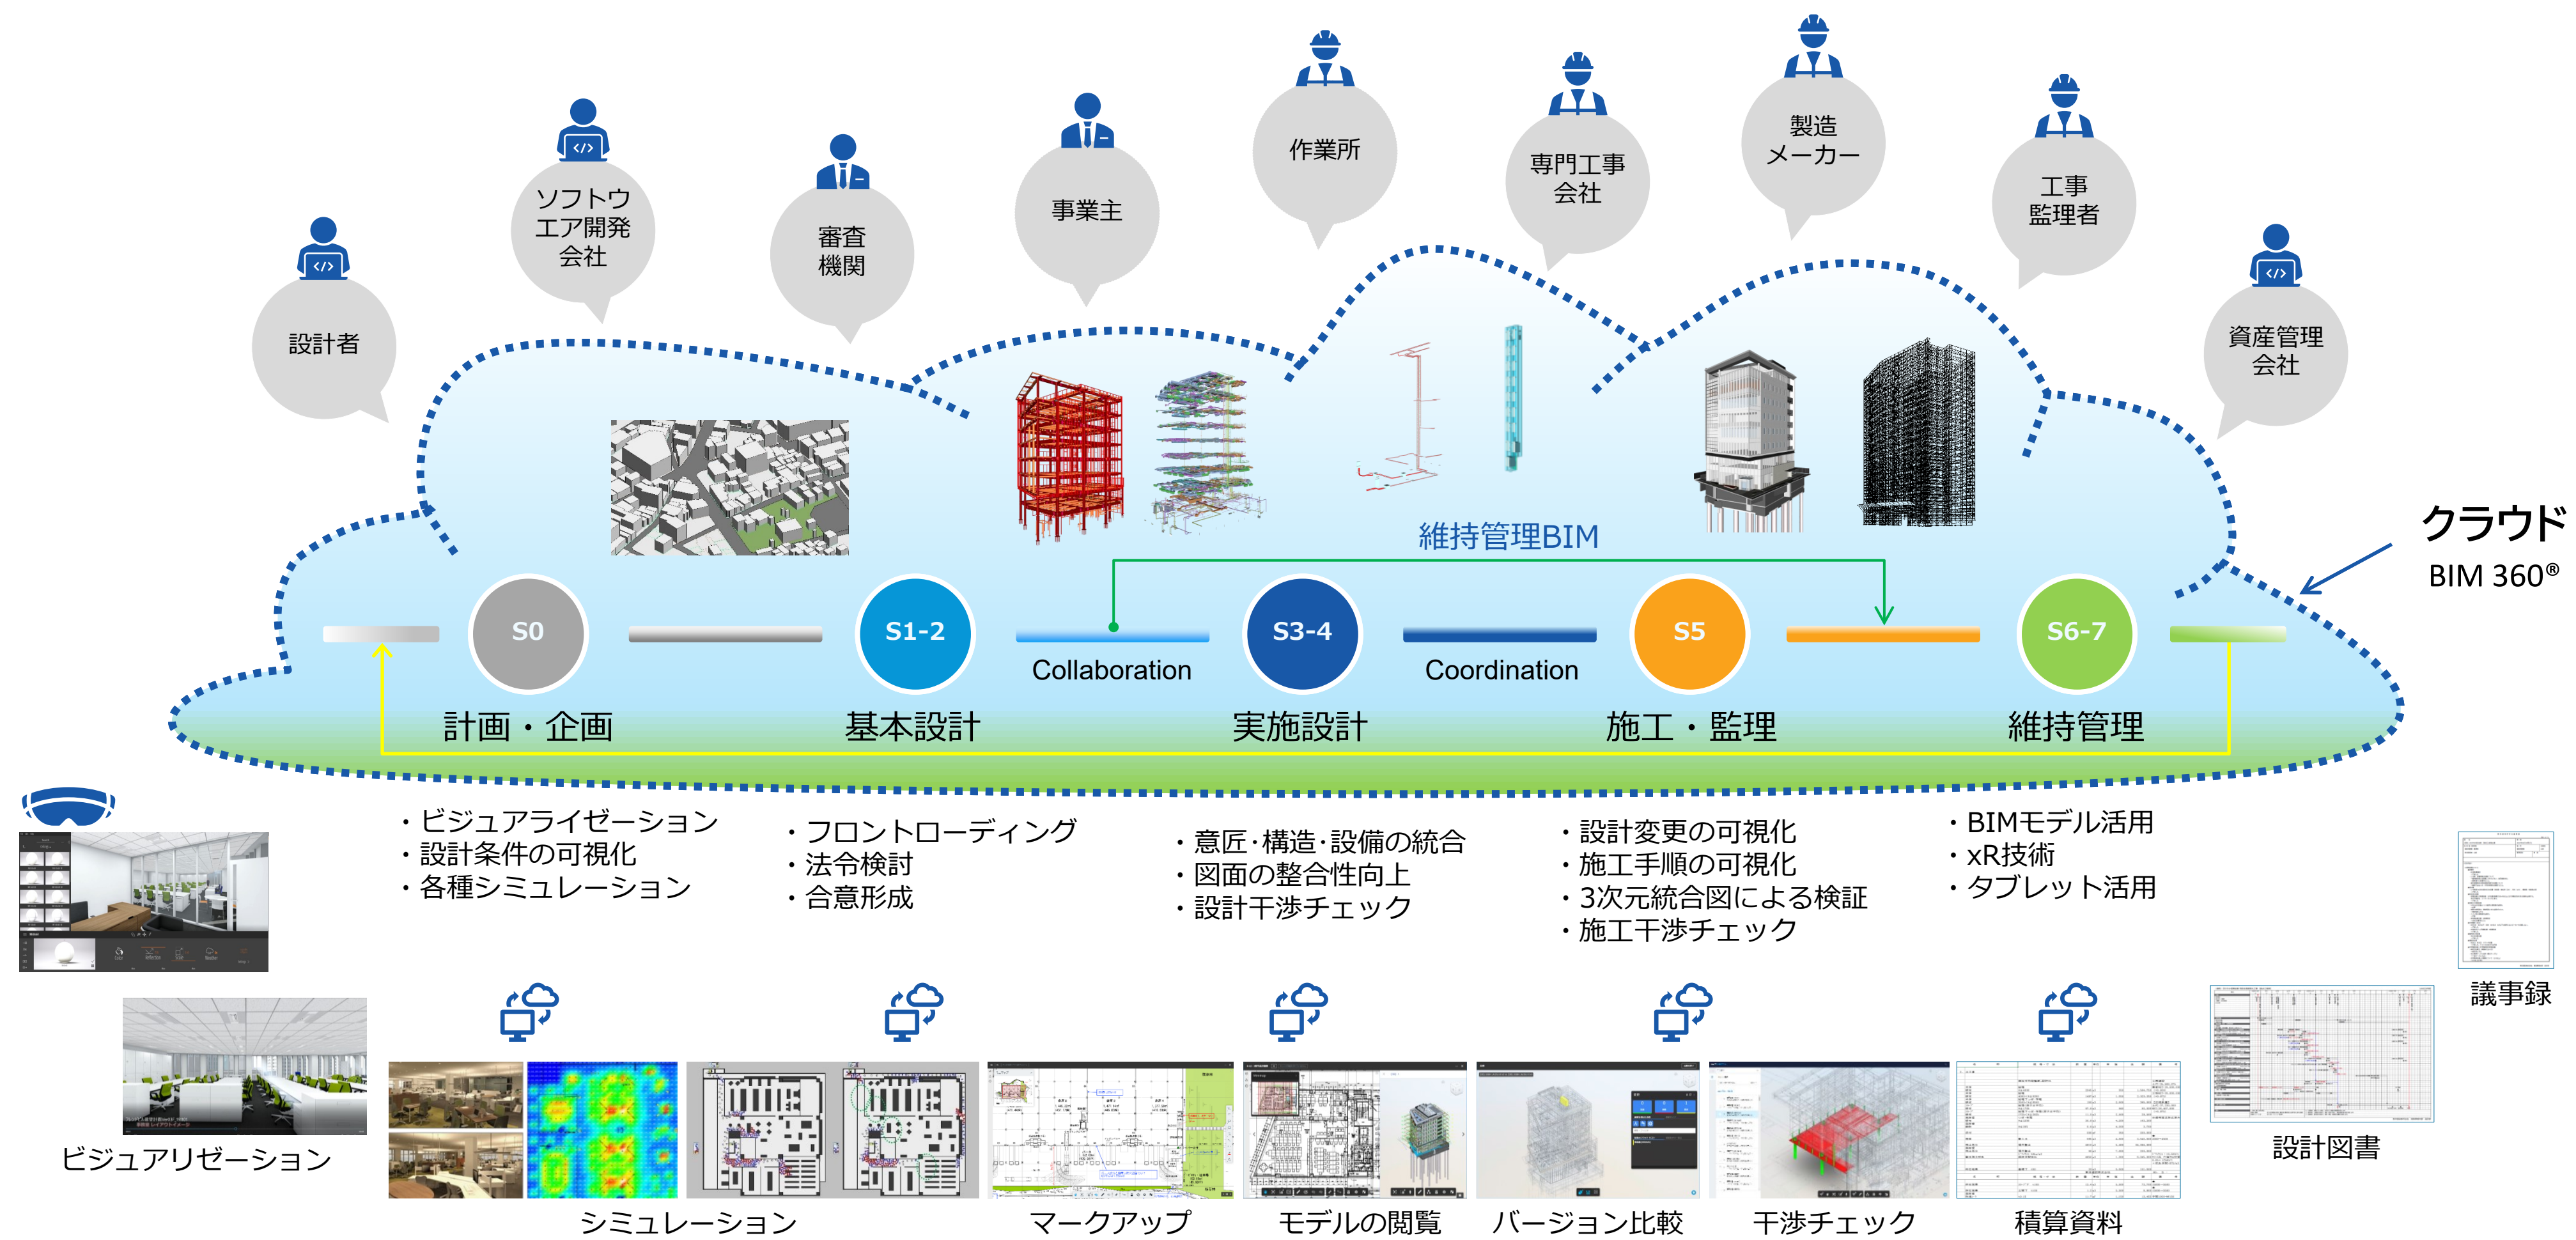 作業所
製造
メーカー
専門工事
会社
ソフトウ
エア開発
会社
事業主
工事
監理者
審査
機関
設計者
資産管理
会社
クラウド
BIM 360®
維持管理BIM
S0
S1-2
S3-4
S5
S6-7
Collaboration
Coordination
計画・企画
基本設計
実施設計
施工・監理
維持管理
・ビジュアライゼーション
・設計条件の可視化
・各種シミュレーション
・フロントローディング
・法令検討
・合意形成
・意匠･構造･設備の統合
・図面の整合性向上
・設計干渉チェック
・設計変更の可視化
・施工手順の可視化
・3次元統合図による検証
・施工干渉チェック
・BIMモデル活用
・xR技術
・タブレット活用
議事録
設計図書
ビジュアリゼーション
シミュレーション
マークアップ
モデルの閲覧
バージョン比較
干渉チェック
積算資料